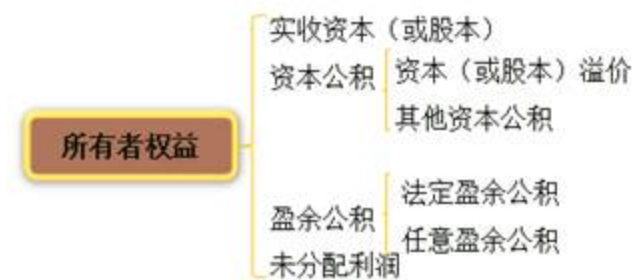 所有者权益
实收资本（或股本）
资本公积
资本（或股本）溢价
其他资本公积
盈余公积
法定盈余公积
任意盈余公积
未分配利润